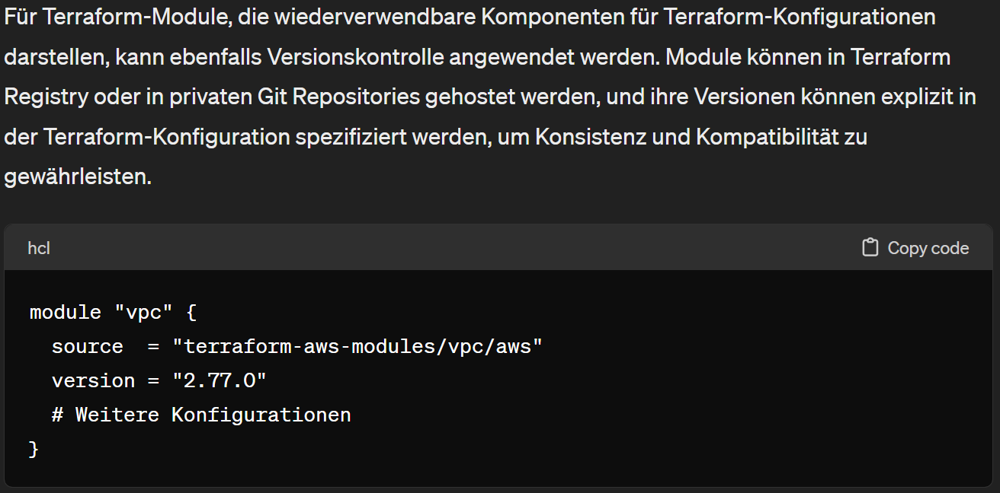 Für Terraform-Module, die wiederverwendbare Komponenten für Terraform-Konfigurationen
darstellen, kann ebenfalls Versionskontrolle angewendet werden. Module können in Terraform
Registry oder in privaten Git Repositories gehostet werden, und ihre Versionen können explizit in
der Terraform-Konfiguration spezifiziert werden, um Konsistenz und Kompatibilität zu
gewährleisten.
hcl
Copy code
module "vpc" {
  source  = "terraform-aws-modules/vpc/aws"
  version = "2.77.0"
  # Weitere Konfigurationen
}